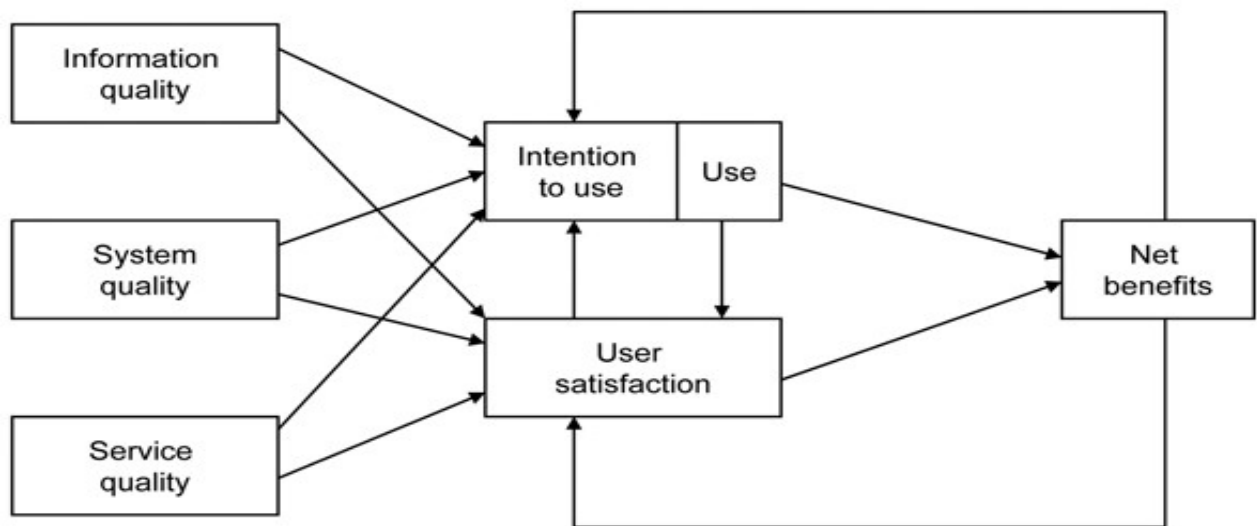 Information
quality
Intention
to use
Use
System
quality
Net
benefits
User
satisfaction
Service
quality